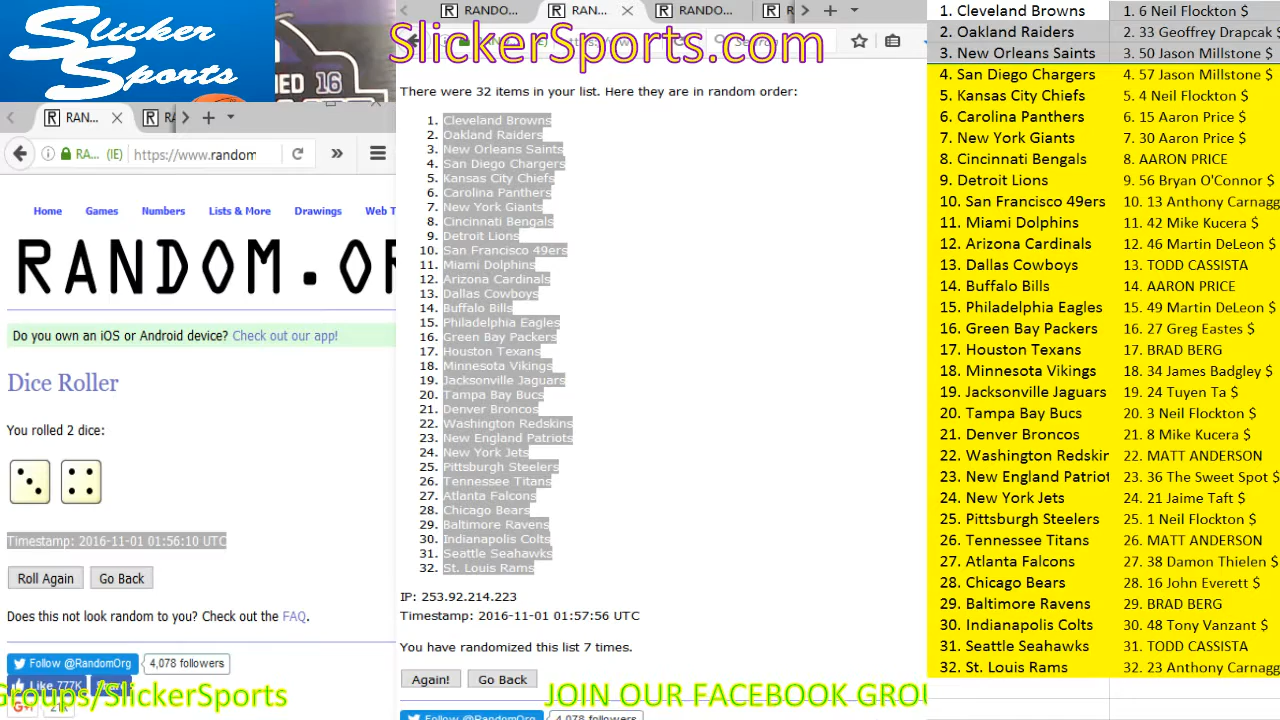 Slicker
Sports
NED 16
SlickerSports.com
RAN...
RA... (IE)
https://www.random
Home Games Numbers Lists & More Drawings Web T
RANDOM.OR
Do you own an iOS or Android device? Check out our app!
Dice Roller
You rolled 2 dice:
Timestamp: 2016-11-01 01:56:10 UTC
Roll Again Go Back
Does this not look random to you? Check out the FAQ.
Follow @RandomOrg 4,078 followers
Like 777K
Groups/SlickerSports
RANDO... RAN... RANDO...
There were 32 items in your list. Here they are in random order:
1. Cleveland Browns
2. Oakland Raiders
3. New Orleans Saints
4. San Diego Chargers
5. Kansas City Chiefs
6. Carolina Panthers
7. New York Giants
8. Cincinnati Bengals
9. Detroit Lions
10. San Francisco 49ers
11. Miami Dolphins
12. Arizona Cardinals
13. Dallas Cowboys
14. Buffalo Bills
15. Philadelphia Eagles
16. Green Bay Packers
17. Houston Texans
18. Minnesota Vikings
19. Jacksonville Jaguars
20. Tampa Bay Bucs
21. Denver Broncos
22. Washington Redskins
23. New England Patriots
24. New York Jets
25. Pittsburgh Steelers
26. Tennessee Titans
27. Atlanta Falcons
28. Chicago Bears
29. Baltimore Ravens
30. Indianapolis Colts
31. Seattle Seahawks
32. St. Louis Rams
IP: 253.92.214.223
Timestamp: 2016-11-01 01:57:56 UTC
You have randomized this list 7 times.
Again! Go Back
JOIN OUR FACEBOOK GROU
Follow @RandomOrg 4,078 followers
1. Cleveland Browns 1. 6 Neil Flockton $
2. Oakland Raiders 2. 33 Geoffrey Drapcak $
3. New Orleans Saints 3. 50 Jason Millstone $
4. San Diego Chargers 4. 57 Jason Millstone $
5. Kansas City Chiefs 5. 4 Neil Flockton $
6. Carolina Panthers 6. 15 Aaron Price $
7. New York Giants 7. 30 Aaron Price $
8. Cincinnati Bengals 8. AARON PRICE
9. Detroit Lions 9. 56 Bryan O'Connor $
10. San Francisco 49ers 10. 13 Anthony Carnagg
11. Miami Dolphins 11. 42 Mike Kucera $
12. Arizona Cardinals 12. 46 Martin DeLeon $
13. Dallas Cowboys 13. TODD CASSISTA
14. Buffalo Bills 14. AARON PRICE
15. Philadelphia Eagles 15. 49 Martin DeLeon $
16. Green Bay Packers 16. 27 Greg Eastes $
17. Houston Texans 17. BRAD BERG
18. Minnesota Vikings 18. 34 James Badgley $
19. Jacksonville Jaguars 19. 24 Tuyen Ta $
20. Tampa Bay Bucs 20. 3 Neil Flockton $
21. Denver Broncos 21. 8 Mike Kucera $
22. Washington Redskin 22. MATT ANDERSON
23. New England Patriot 23. 36 The Sweet Spot $
24. New York Jets 24. 21 Jaime Taft $
25. Pittsburgh Steelers 25. 1 Neil Flockton $
26. Tennessee Titans 26. MATT ANDERSON
27. Atlanta Falcons 27. 38 Damon Thielen $
28. Chicago Bears 28. 16 John Everett $
29. Baltimore Ravens 29. BRAD BERG
30. Indianapolis Colts 30. 48 Tony Vanzant $
31. Seattle Seahawks 31. TODD CASSISTA
32. St. Louis Rams 32. 23 Anthony Carnagg